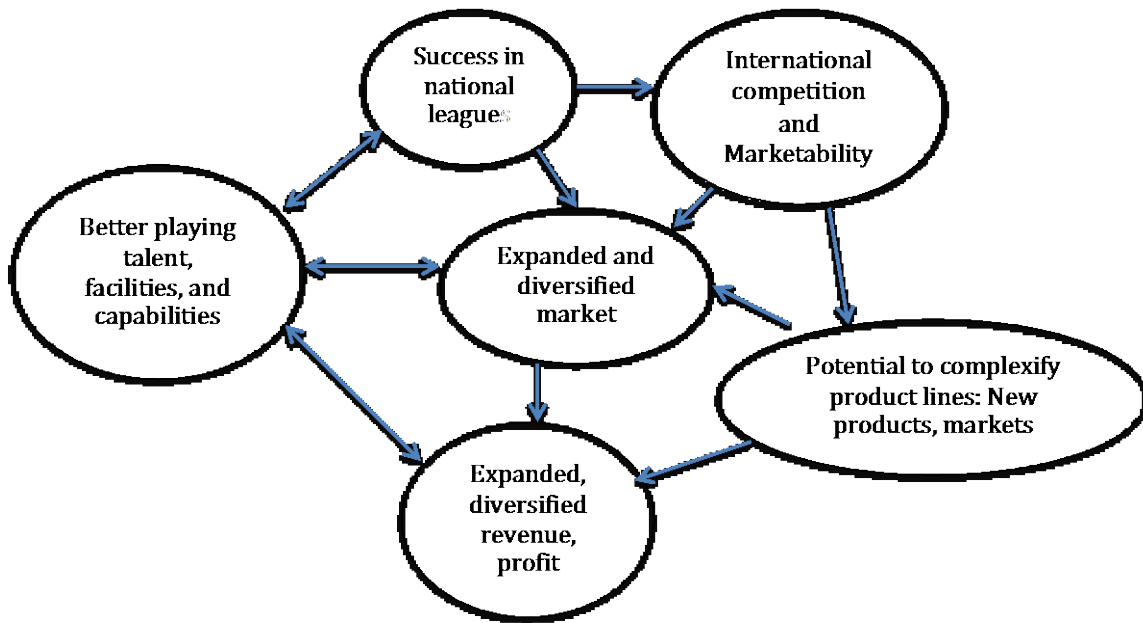 Success in
national
leagues
International
competition
and
Marketability
Better playing
talent,
facilities, and
capabilities
Expanded and
diversified
market
Potential to complexify
product lines: New
products, markets
Expanded,
diversified
revenue,
profit